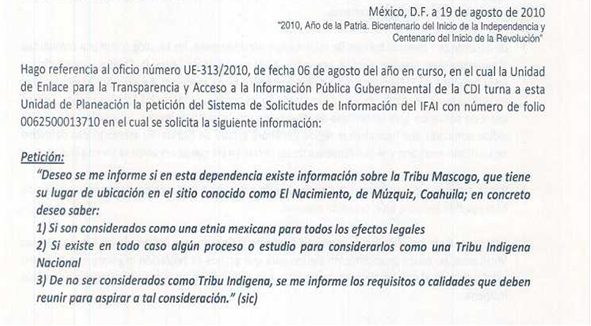 México, D.F. a 19 de agosto de 2010
"2010, Año de la Patria. Bicentenario del Inicio de la Independencia y
Centenario del Inicio de la Revolución"
Hago referencia al oficio número UE-313/2010, de fecha 06 de agosto del año en curso, en el cual la Unidad
de Enlace para la Transparencia y Acceso a la Información Pública Gubernamental de la CDI turna a esta
Unidad de Planeación la petición del Sistema de Solicitudes de Información del IFAI con número de folio
0062500013710 en el cual se solicita la siguiente información:
Petición:
"Deseo se me informe si en esta dependencia existe información sobre la Tribu Mascogo, que tiene
su lugar de ubicación en el sitio conocido como El Nacimiento, de Múzquiz, Coahuila; en concreto
deseo saber:
1) Si son considerados como una etnia mexicana para todos los efectos legales
2) Si existe en todo caso algún proceso o estudio para considerarlos como una Tribu Indigena
Nacional
3) De no ser considerados como Tribu Indigena, se me informe los requisitos o calidades que deben
reunir para aspirar a tal consideración." (sic)